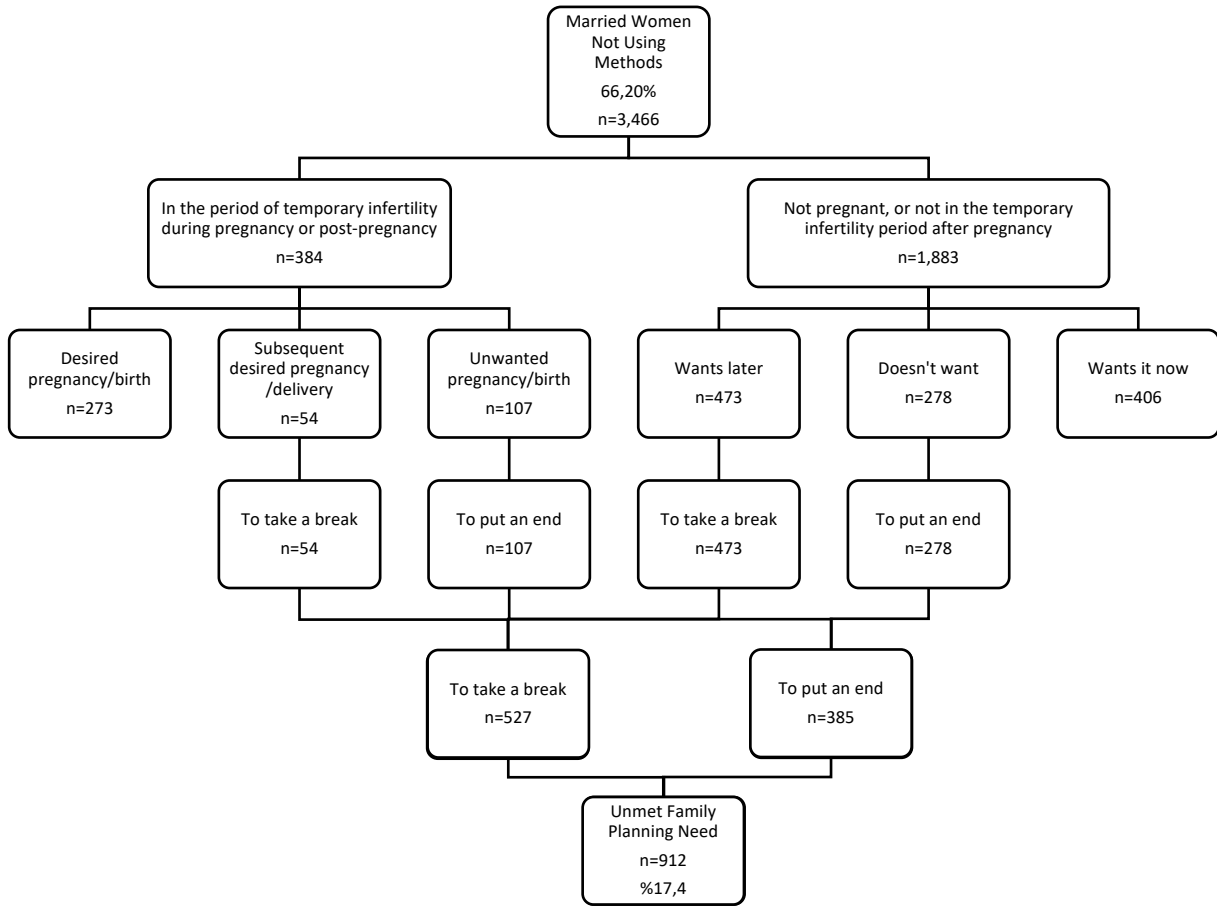 Married Women
Not Using
Methods
66,20%
n=3,466
In the period of temporary infertility
during pregnancy or post-pregnancy
n=384
Not pregnant, or not in the temporary
infertility period after pregnancy
n=1,883
Desired
pregnancy/birth
n=273
Subsequent
desired pregnancy
/delivery
n=54
Unwanted
pregnancy/birth
n=107
Wants later
n=473
Doesn't want
n=278
Wants it now
n=406
To take a break
n=54
To put an end
n=107
To take a break
n=473
To put an end
n=278
To take a break
n=527
To put an end
n=385
Unmet Family
Planning Need
n=912
%17,4